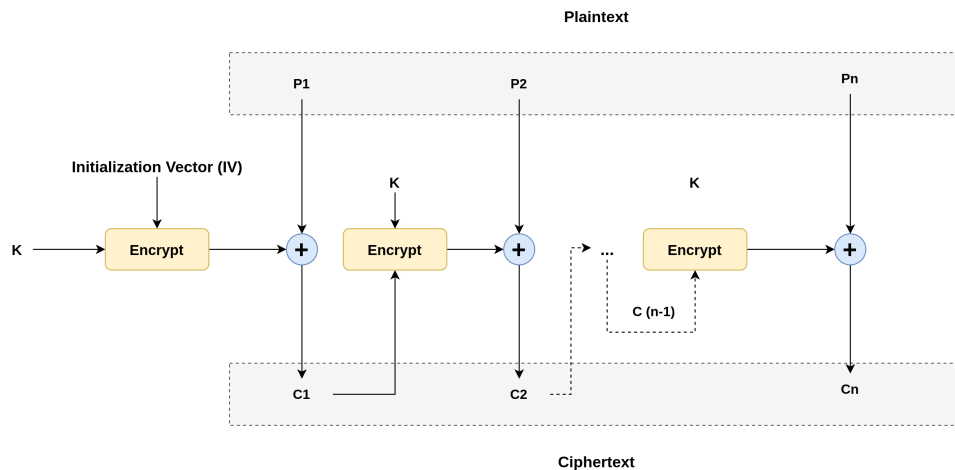 Plaintext
P1
P2
Pn
Initialization Vector (IV)
K
K
K
Encrypt
+
Encrypt
+
...
Encrypt
+
C (n-1)
C1
C2
Cn
Ciphertext